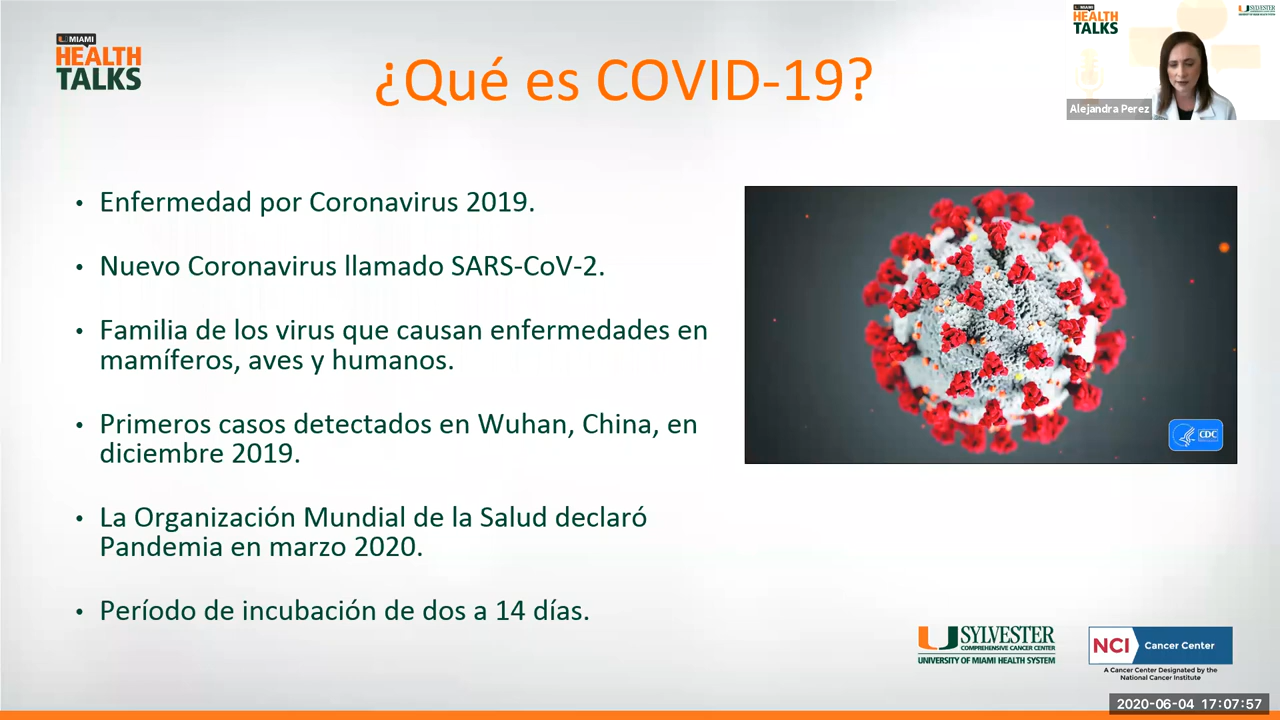 MIAMI
HEALTH
TALKS
¿Qué es COVID-19?
HEALTH
TALKS
SYLVESTER
Alejandra Perez
• Enfermedad por Coronavirus 2019.
• Nuevo Coronavirus llamado SARS-CoV-2.
• Familia de los virus que causan enfermedades en
mamíferos, aves y humanos.
• Primeros casos detectados en Wuhan, China, en
diciembre 2019.
• La Organización Mundial de la Salud declaró
Pandemia en marzo 2020.
• Período de incubación de dos a 14 días.
CDC
SYLVESTER
COMPREHENSIVE CANCER CENTER
UNIVERSITY OF MIAMI HEALTH SYSTEM
NCI Cancer Center
A Cancer Center Designated by the
National Cancer Institute
2020-06-04 17:07:57